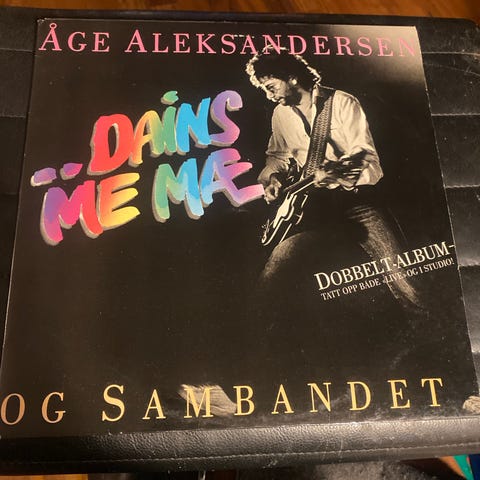 ÅGE ALEKSANDERSEN
..DAINS
ME MÆ
DOBBELT-ALBUM-
TATT OPP BÅDE «LIVE» OG I STUDIO!
OG SAMBANDET